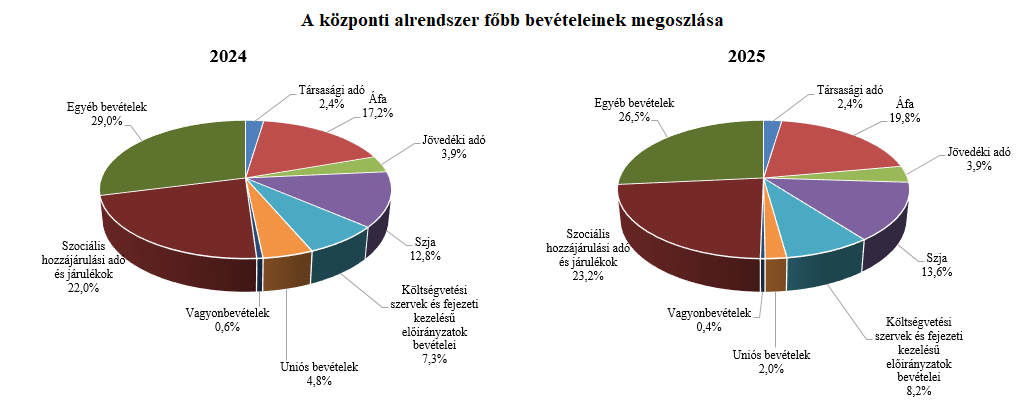 A központi alrendszer főbb bevételeinek megoszlása
2024
Társasági adó
2,4%
Áfa
17,2%
Jövedéki adó
3,9%
Szja
12,8%
Költségvetési
szervek és fejezeti
kezelésű
előirányzatok
bevételei
7,3%
Uniós bevételek
4,8%
Vagyonbevételek
0,6%
Szociális
hozzájárulási adó
és járulékok
22,0%
Egyéb bevételek
29,0%
2025
Társasági adó
2,4%
Áfa
19,8%
Jövedéki adó
3,9%
Szja
13,6%
Költségvetési
szervek és fejezeti
kezelésű
előirányzatok
bevételei
8,2%
Uniós bevételek
2,0%
Vagyonbevételek
0,4%
Szociális
hozzájárulási adó
és járulékok
23,2%
Egyéb bevételek
26,5%